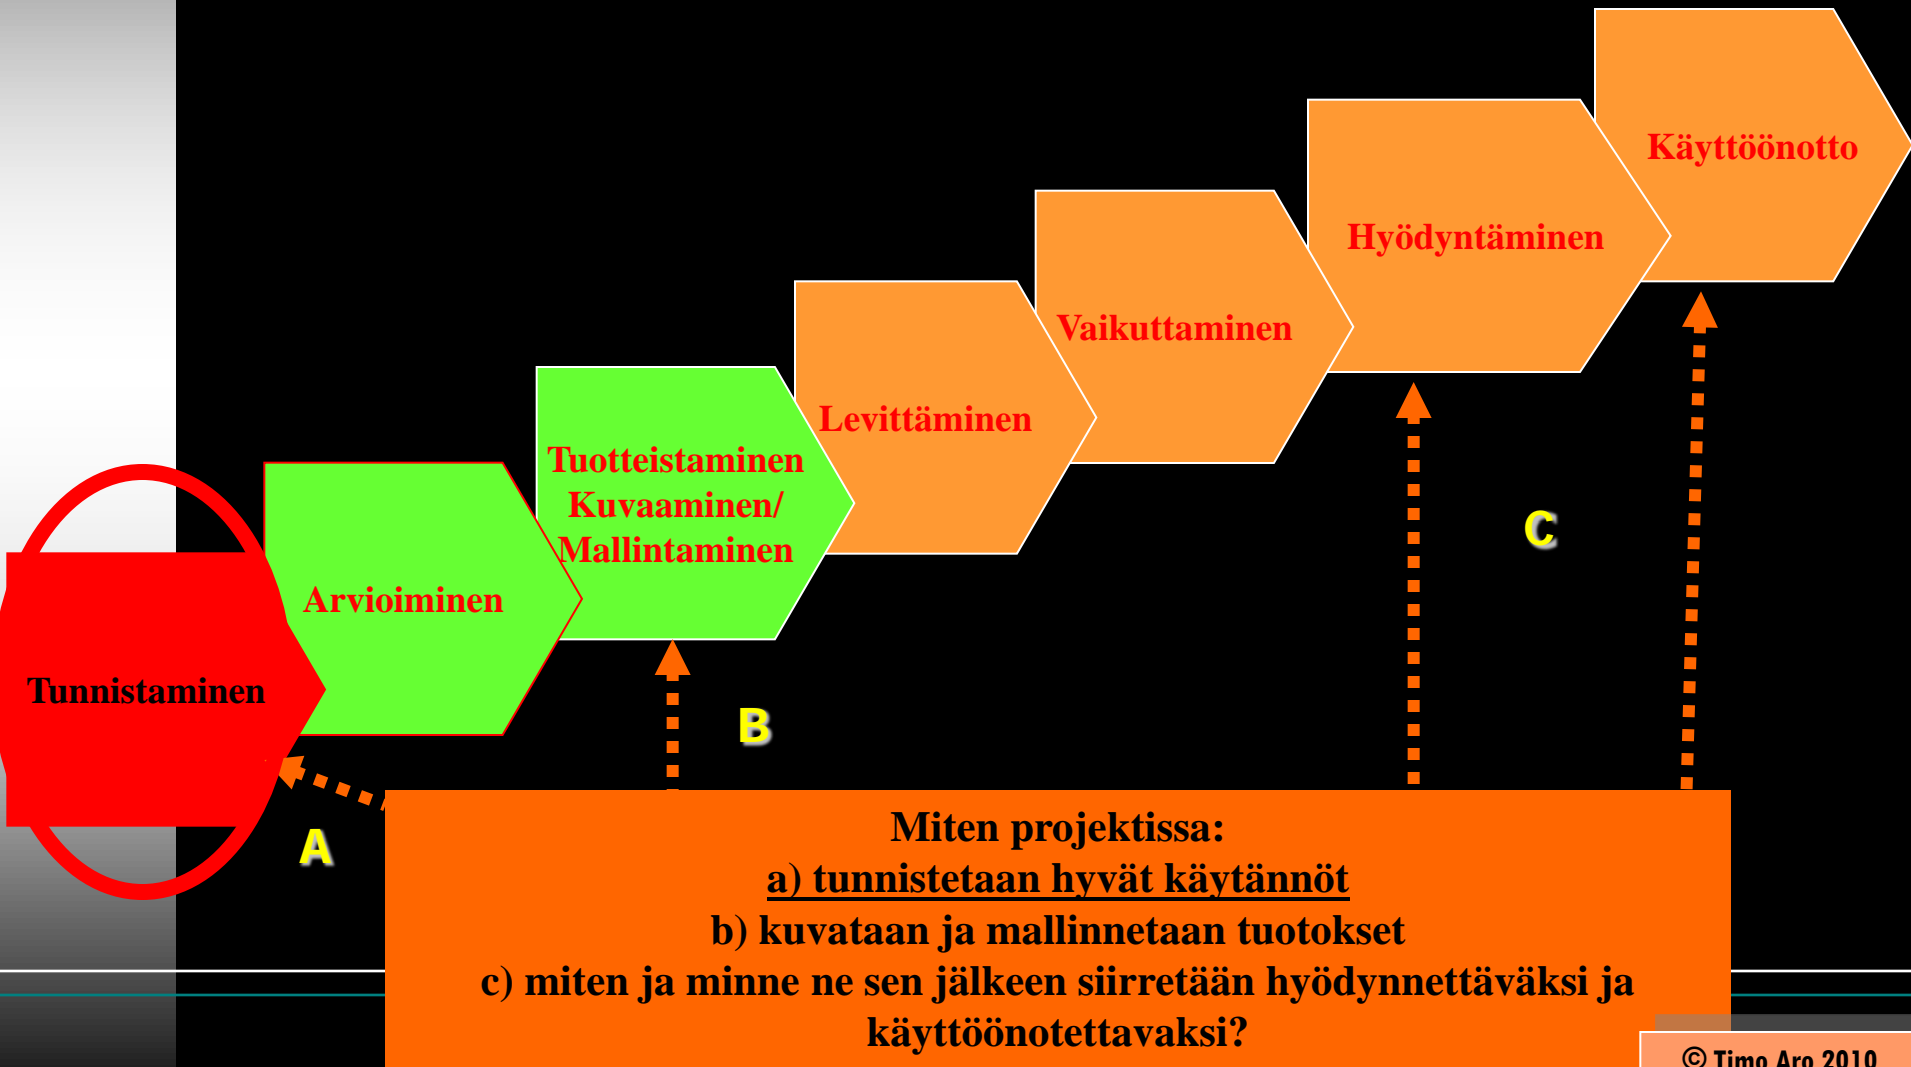 Käyttöönotto
Hyödyntäminen
Vaikuttaminen
Levittäminen
Tuotteistaminen
Kuvaaminen/
Mallintaminen
Arvioiminen
Tunnistaminen
C
B
A
Miten projektissa:
a) tunnistetaan hyvät käytännöt
b) kuvataan ja mallinnetaan tuotokset
c) miten ja minne ne sen jälkeen siirretään hyödynnettäväksi ja
käyttöönotettavaksi?
© Timo Aro 2010